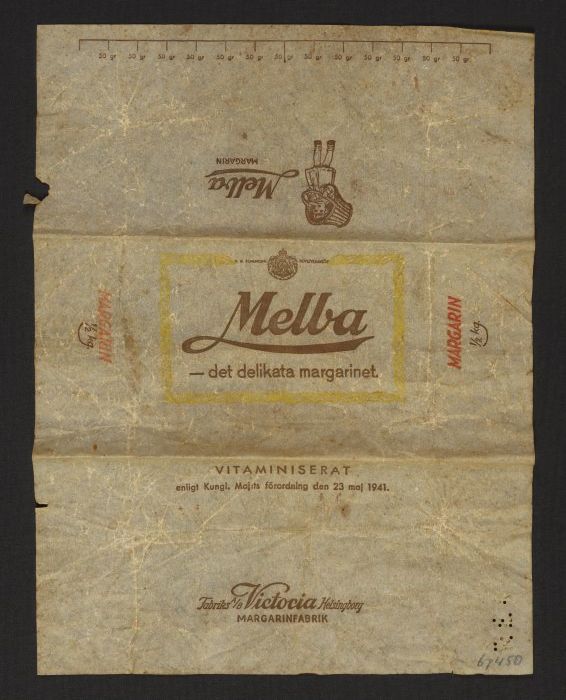 50 gr 50 gr 50 gr 50 gr 50 gr 50 gr 50 gr 50 gr 50 gr 50 gr 50 gr 50 gr 50 gr
Melba
MARGARIN
Melba
— det delikata margarinet.
MARGARIN
½ kg.
MARGARIN
½ kg.
VITAMINISERAT
enligt Kungl. Maj:ts förordning den 23 maj 1941.
Fabriks A/B Victoria Helsingborg
MARGARINFABRIK